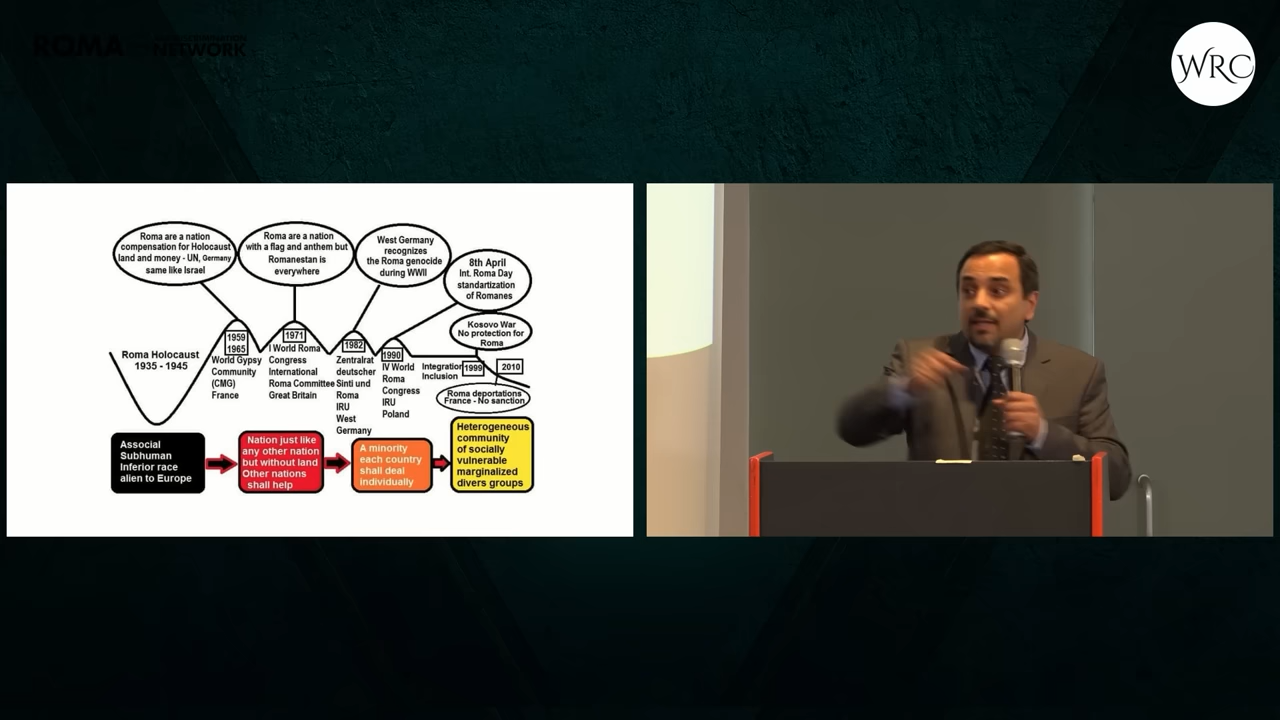 ROMA
NETWORK
WRC
Roma are a nation
compensation for Holocaust
land and money - UN, Germany
same like Israel
Roma are a nation
with a flag and anthem but
Romanestan is
everywhere
West Germany
recognizes
the Roma genocide
during WWII
8th April
Int. Roma Day
standartization
of Romanes
Kosovo War
No protection for
Roma
Roma Holocaust
1935 - 1945
1959
1965
World Gypsy
Community
(CMG)
France
1971
I World Roma
Congress
International
Roma Committee
Great Britain
1982
Zentralrat
deutscher
Sinti und
Roma
IRU
West
Germany
1990
IV World
Roma
Congress
IRU
Poland
Integration
Inclusion
1999
2010
Roma deportations
France - No sanction
Associal
Subhuman
Inferior race
alien to Europe
Nation just like
any other nation
but without land
Other nations
shall help
A minority
each country
shall deal
individually
Heterogeneous
community
of socially
vulnerable
marginalized
divers groups